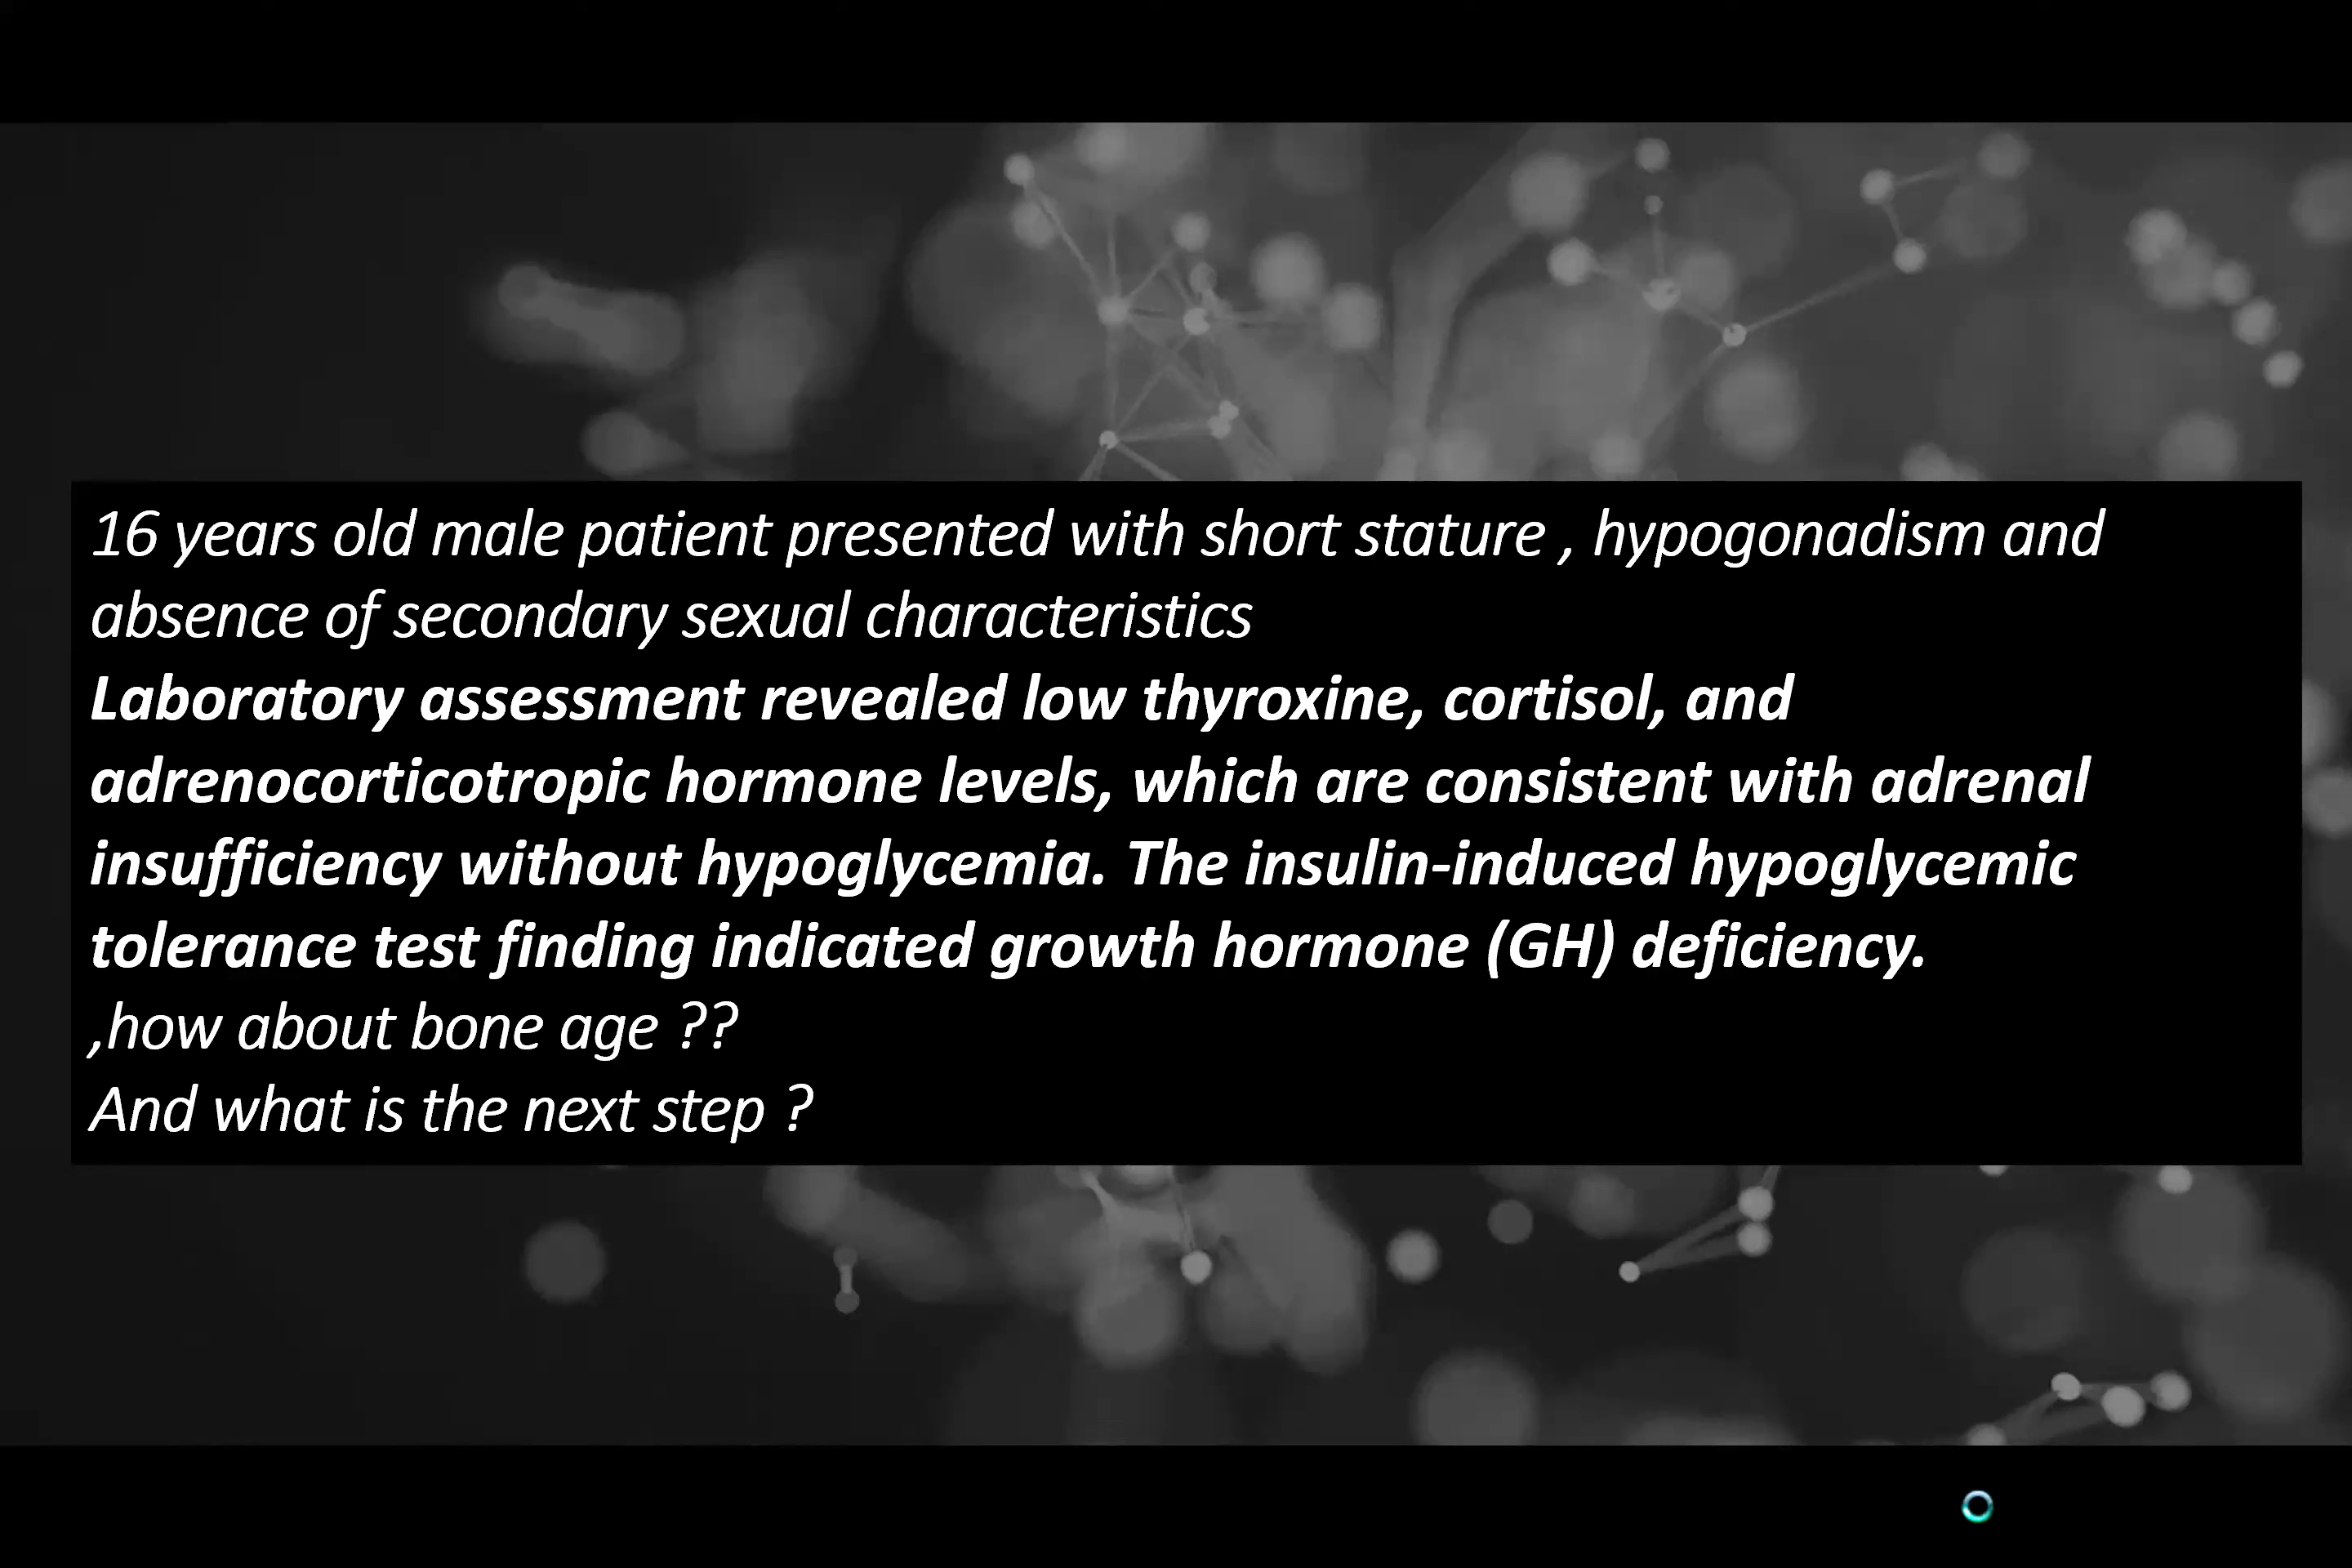 16 years old male patient presented with short stature , hypogonadism and
absence of secondary sexual characteristics
Laboratory assessment revealed low thyroxine, cortisol, and
adrenocorticotropic hormone levels, which are consistent with adrenal
insufficiency without hypoglycemia. The insulin-induced hypoglycemic
tolerance test finding indicated growth hormone (GH) deficiency.
,how about bone age ??
And what is the next step ?